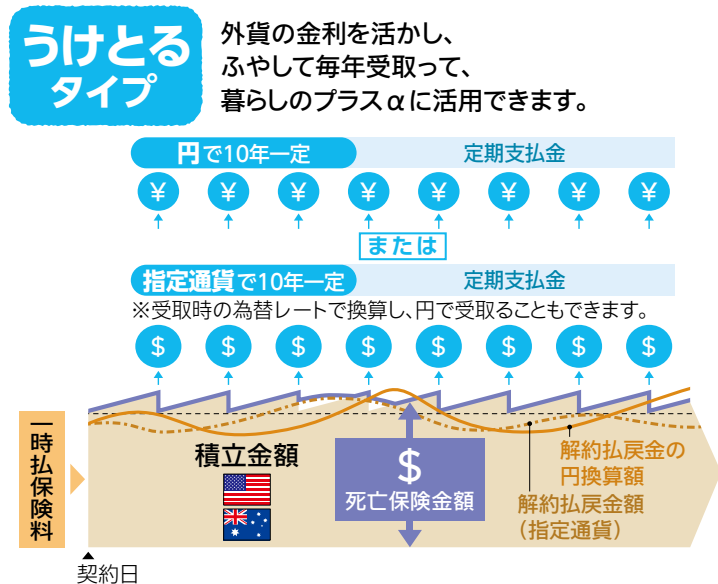 うけとる
タイプ
外貨の金利を活かし、
ふやして毎年受取って、
暮らしのプラスαに活用できます。
円で10年一定
定期支払金
¥ ¥ ¥ ¥ ¥ ¥ ¥ ¥
または
指定通貨で10年一定
定期支払金
※受取時の為替レートで換算し、円で受取ることもできます。
$ $ $ $ $ $ $ $
一時払保険料
積立金額
$
死亡保険金額
解約払戻金の
円換算額
解約払戻金額
（指定通貨）
契約日